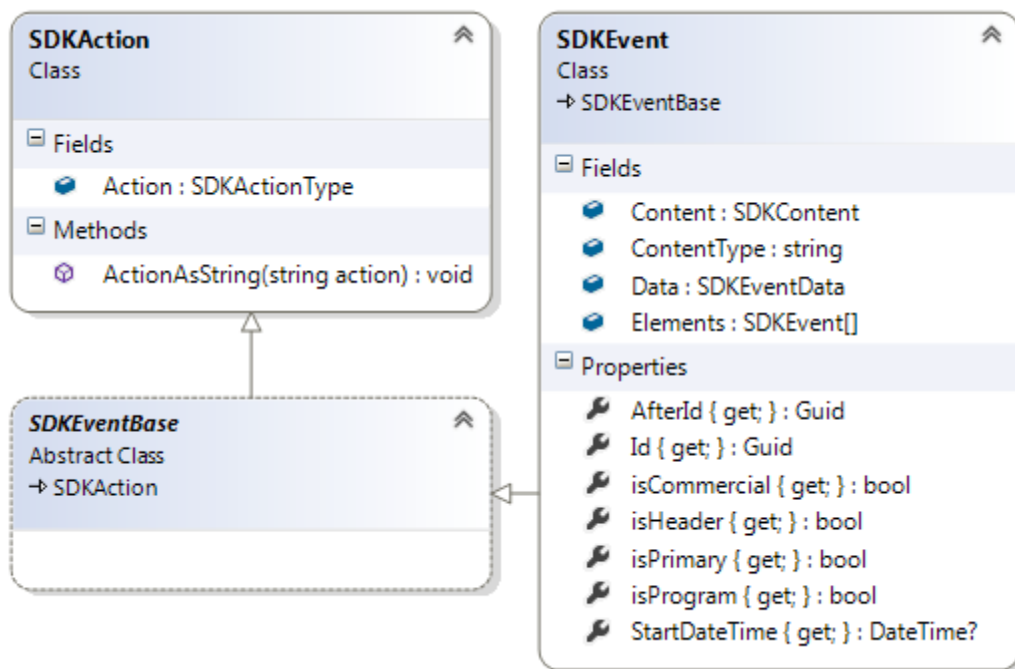 SDKAction
Class
Fields
Action : SDKActionType
Methods
ActionAsString(string action) : void
SDKEventBase
Abstract Class
SDKAction
SDKEvent
Class
SDKEventBase
Fields
Content : SDKContent
ContentType : string
Data : SDKEventData
Elements : SDKEvent[]
Properties
AfterId { get; } : Guid
Id { get; } : Guid
isCommercial { get; } : bool
isHeader { get; } : bool
isPrimary { get; } : bool
isProgram { get; } : bool
StartDateTime { get; } : DateTime?